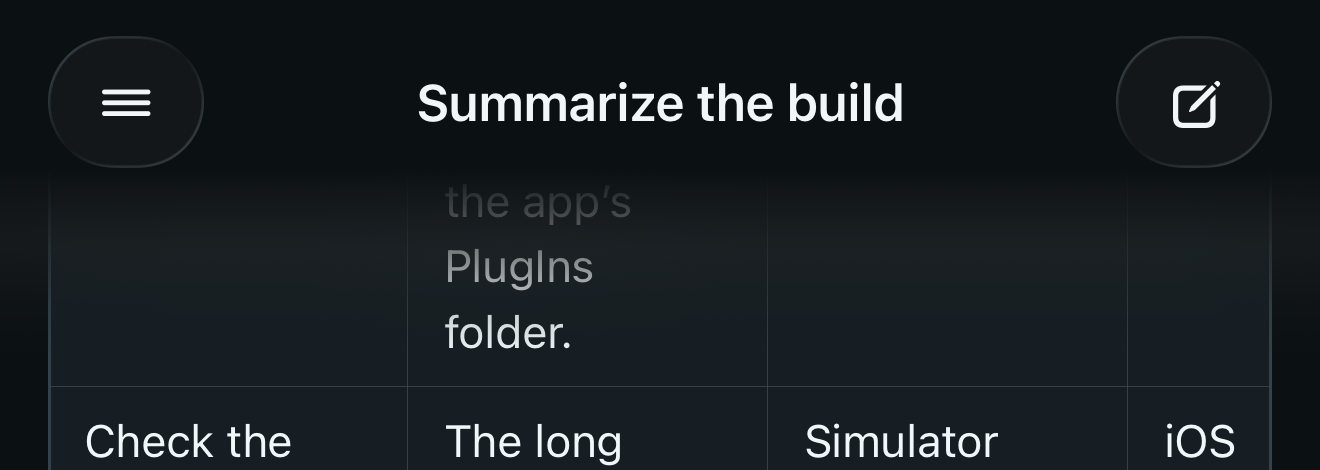 Summarize the build
the app’s
PlugIns
folder.
Check the
The long
Simulator
iOS